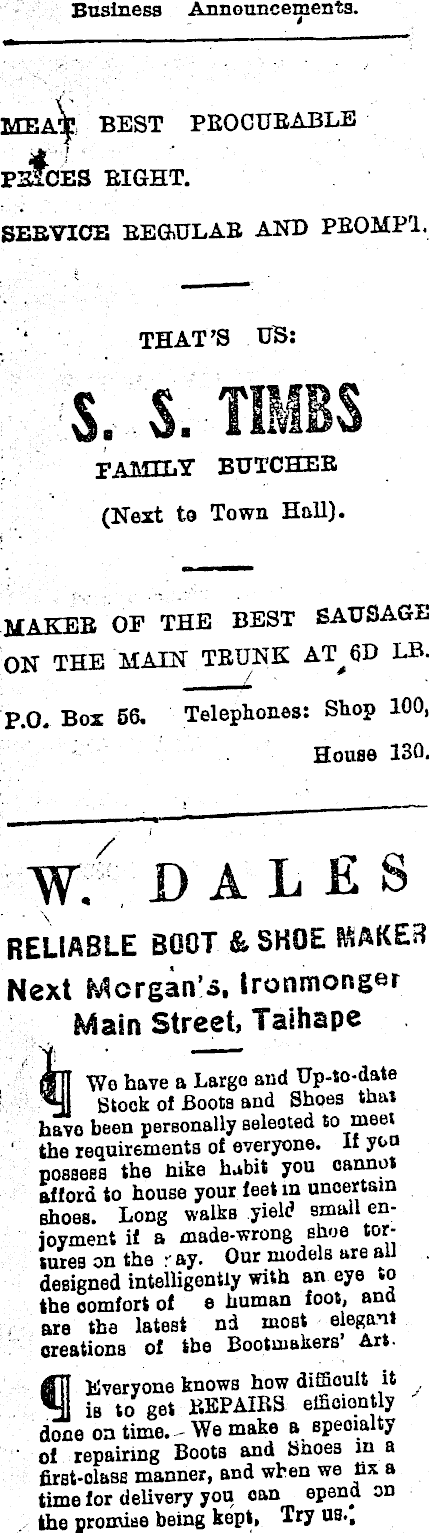 Business Announcements.
MEAT BEST PROCURABLE
PRICES RIGHT.
SERVICE REGULAR AND PROMPT.
THAT'S US:
S. S. TIMBS
FAMILY BUTCHER
(Next to Town Hall).
MAKER OF THE BEST SAUSAGE
ON THE MAIN TRUNK AT 6D LB.
P.O. Box 56. Telephones: Shop 100,
House 130.
W. DALES
RELIABLE BOOT & SHOE MAKER
Next Morgan's, Ironmonger
Main Street, Taihape
¶ We have a Large and Up-to-date
Stock of Boots and Shoes that
have been personally selected to meet
the requirements of everyone. If you
possess the hike habit you cannot
afford to house your feet in uncertain
shoes. Long walks yield small en-
joyment if a made-wrong shoe tor-
tures on the ay. Our models are all
designed intelligently with an eye to
the comfort of e human foot, and
are the latest nd most elegant
creations of the Bootmakers' Art.
¶ Everyone knows how difficult it
is to get REPAIRS efficiently
done on time. - We make a specialty
of repairing Boots and Shoes in a
first-class manner, and when we fix a
time for delivery you can epend on
the promise being kept, Try us.